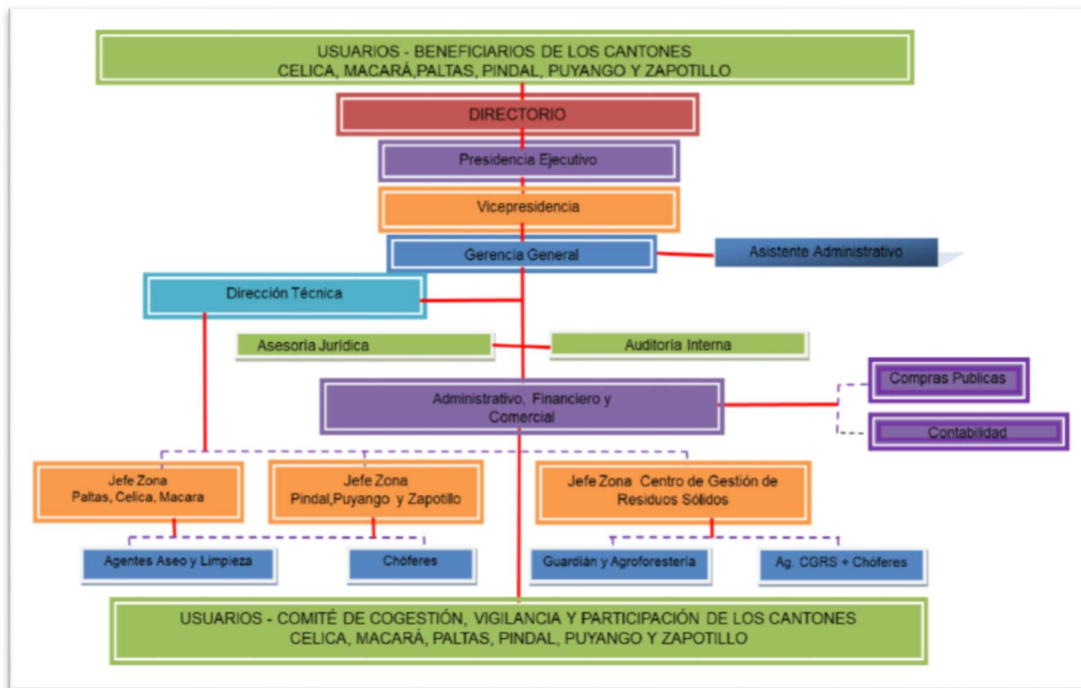 USUARIOS - BENEFICIARIOS DE LOS CANTONES
CELICA, MACARÁ,PALTAS, PINDAL, PUYANGO Y ZAPOTILLO
DIRECTORIO
Presidencia Ejecutivo
Vicepresidencia
Gerencia General
Asistente Administrativo
Dirección Técnica
Asesoría Jurídica
Auditoría Interna
Administrativo, Financiero y
Comercial
Compras Publicas
Contabilidad
Jefe Zona
Paltas, Celica, Macara
Jefe Zona
Pindal,Puyango y Zapotillo
Jefe Zona Centro de Gestión de
Residuos Sólidos
Agentes Aseo y Limpieza
Chóferes
Guardián y Agroforestería
Ag. CGRS + Chóferes
USUARIOS - COMITÉ DE COGESTIÓN, VIGILANCIA Y PARTICIPACIÓN DE LOS CANTONES
CELICA, MACARÁ, PALTAS, PINDAL, PUYANGO Y ZAPOTILLO